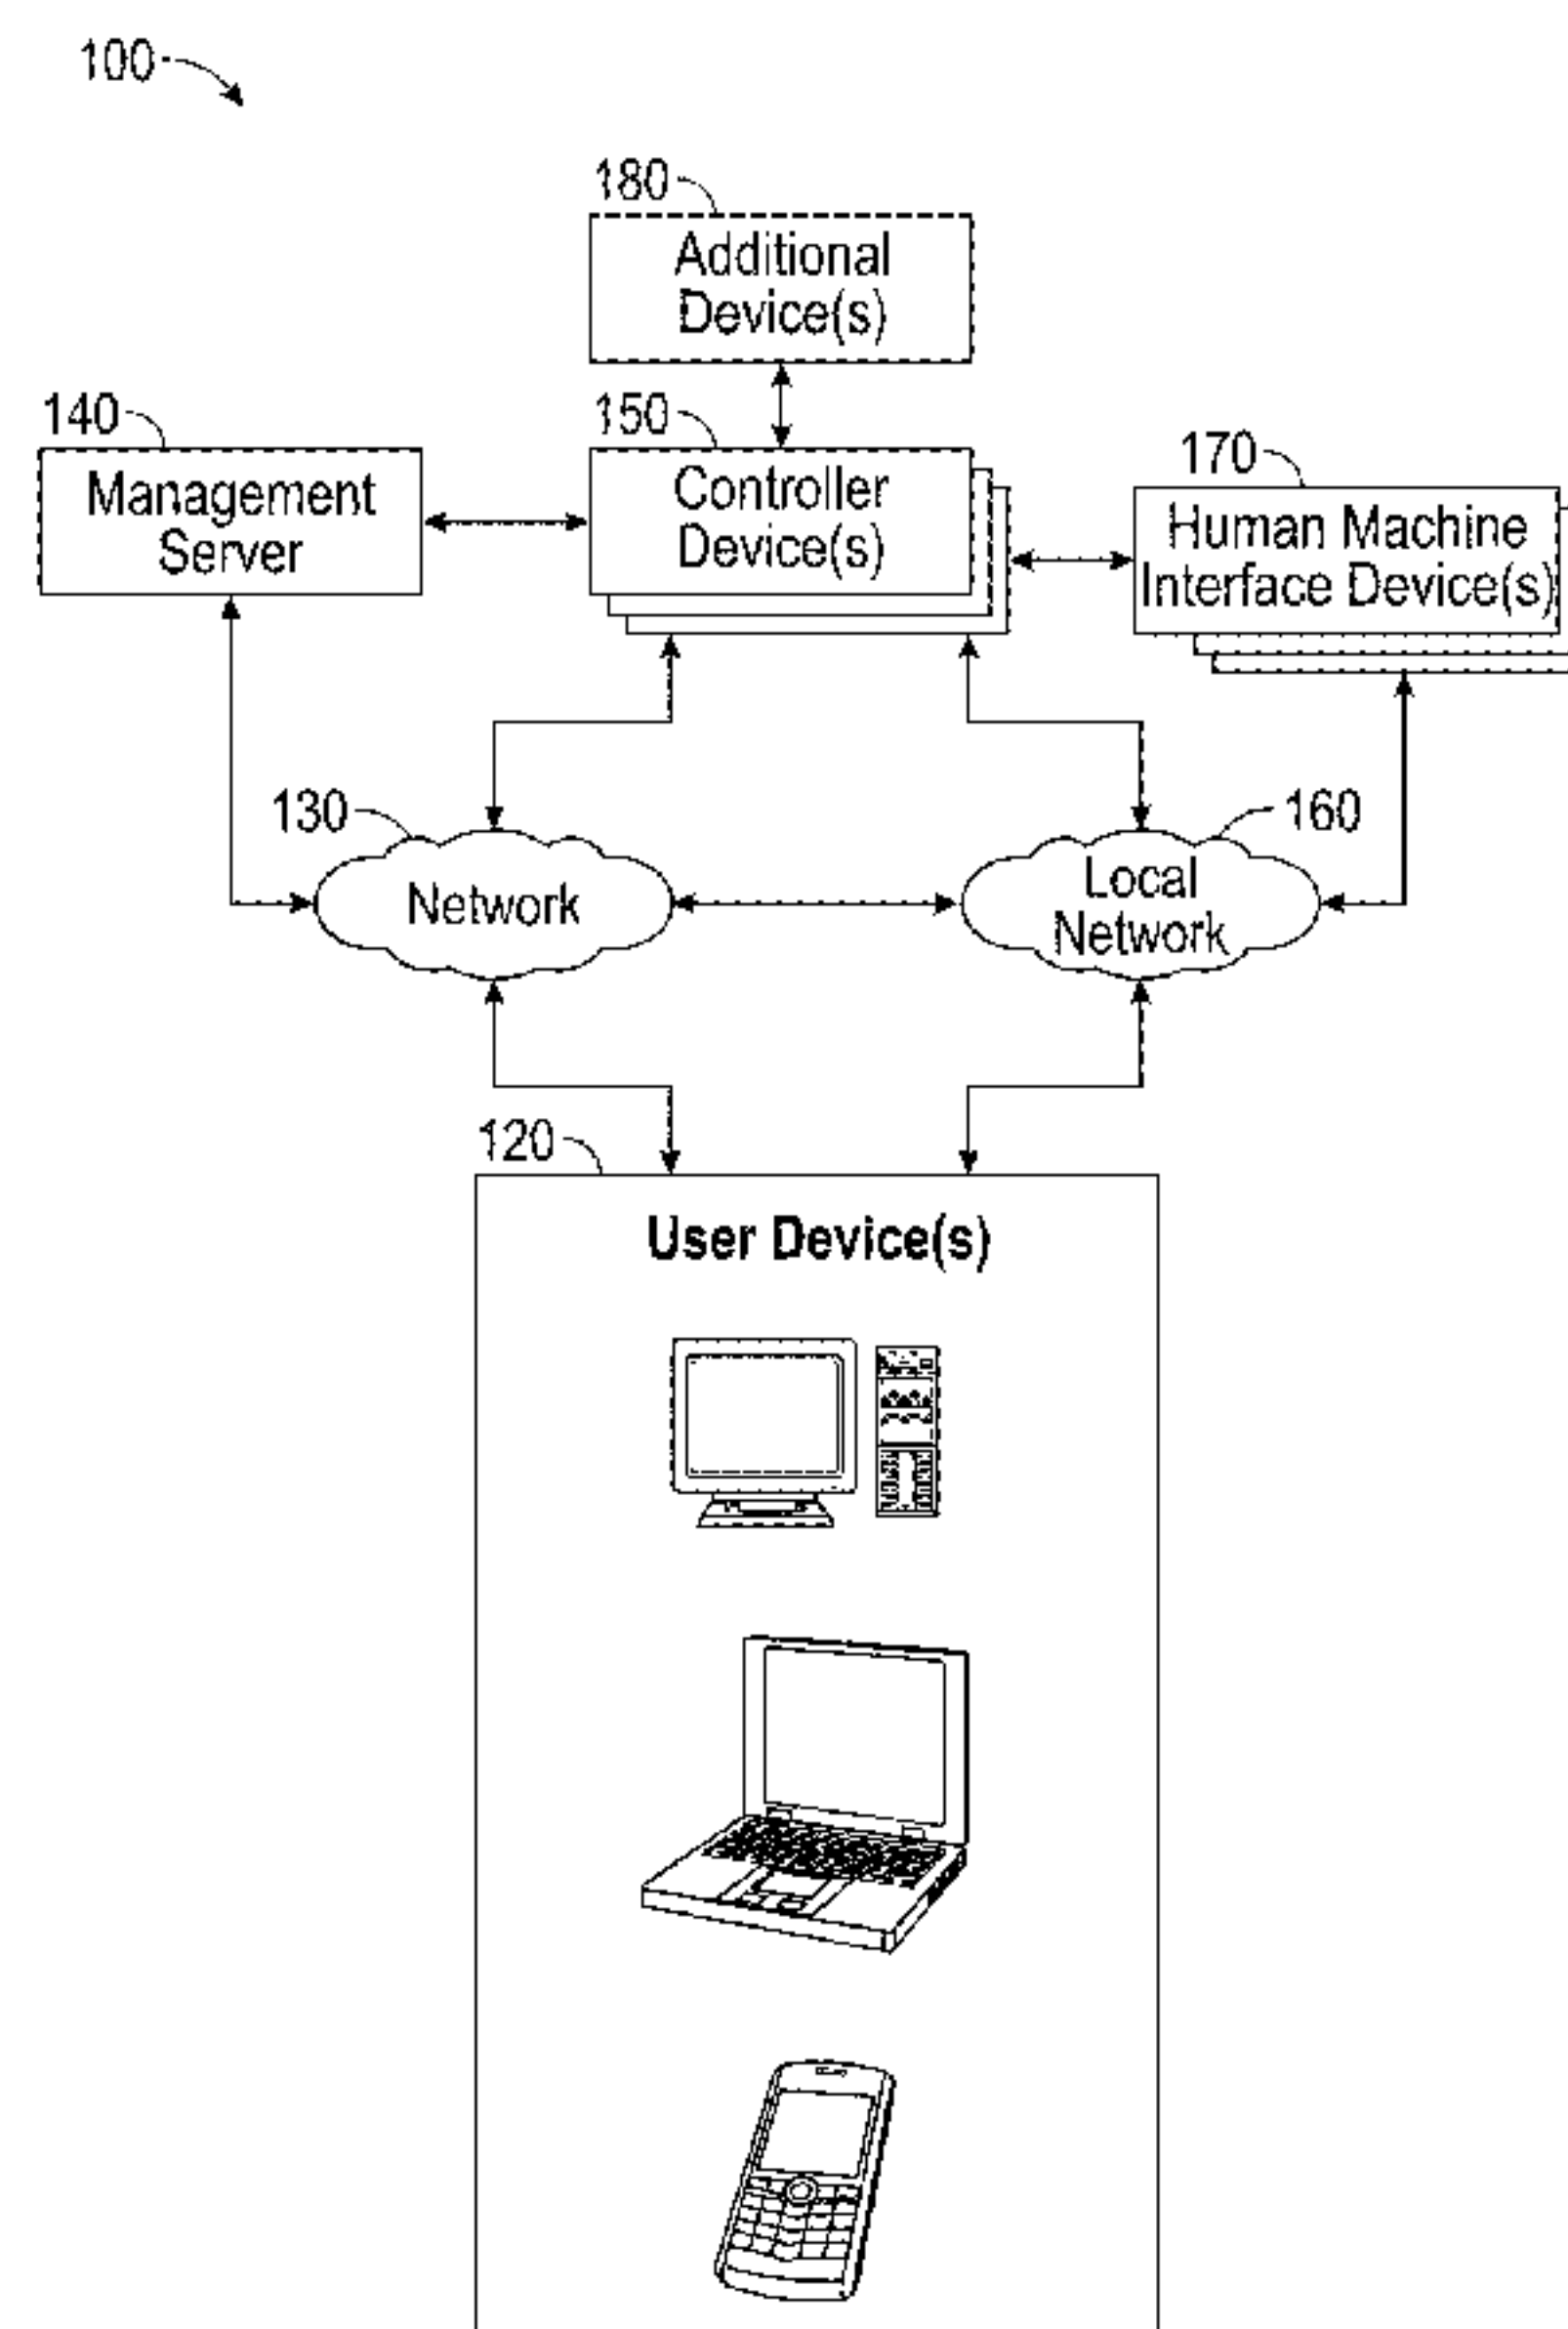 100
180
Additional
Device(s)
140
Management
Server
150
Controller
Device(s)
170
Human Machine
Interface Device(s)
130
Network
160
Local
Network
120
User Device(s)